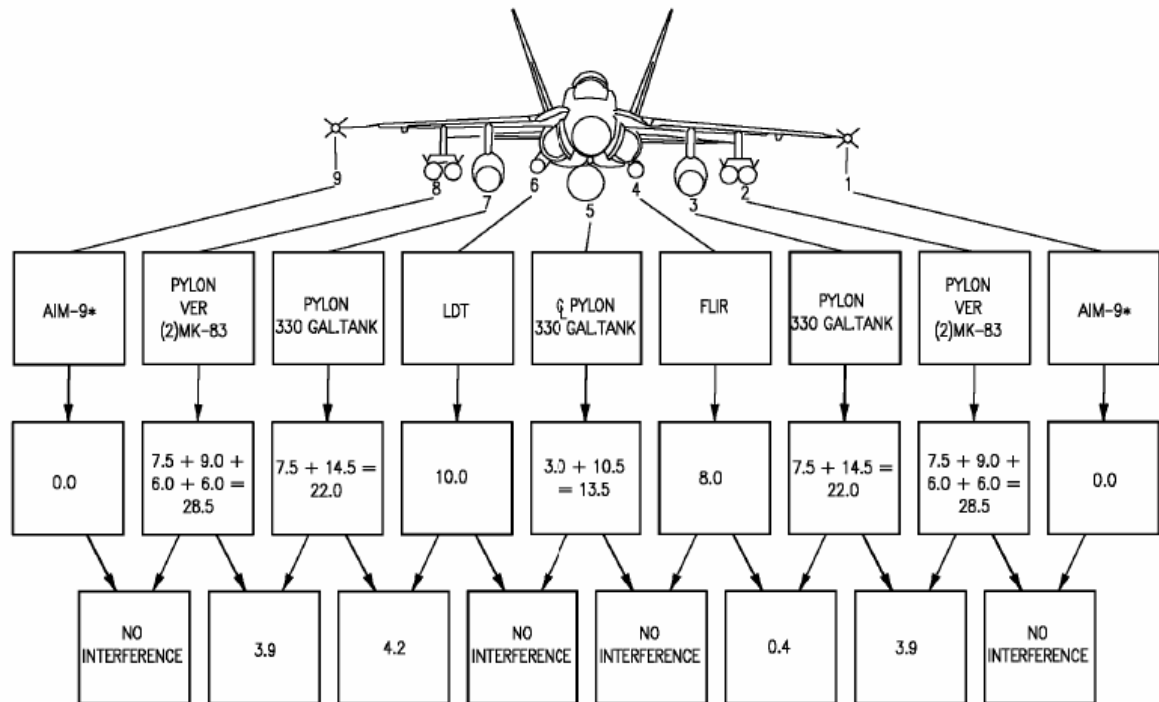 9
8
7
6
5
4
3
2
1
AIM-9*
PYLON
VER
(2)MK-83
PYLON
330 GAL.TANK
LDT
℄ PYLON
330 GAL.TANK
FLIR
PYLON
330 GAL.TANK
PYLON
VER
(2)MK-83
AIM-9*
0.0
7.5 + 9.0 +
6.0 + 6.0 =
28.5
7.5 + 14.5 =
22.0
10.0
3.0 + 10.5
= 13.5
8.0
7.5 + 14.5 =
22.0
7.5 + 9.0 +
6.0 + 6.0 =
28.5
0.0
NO
INTERFERENCE
3.9
4.2
NO
INTERFERENCE
NO
INTERFERENCE
0.4
3.9
NO
INTERFERENCE